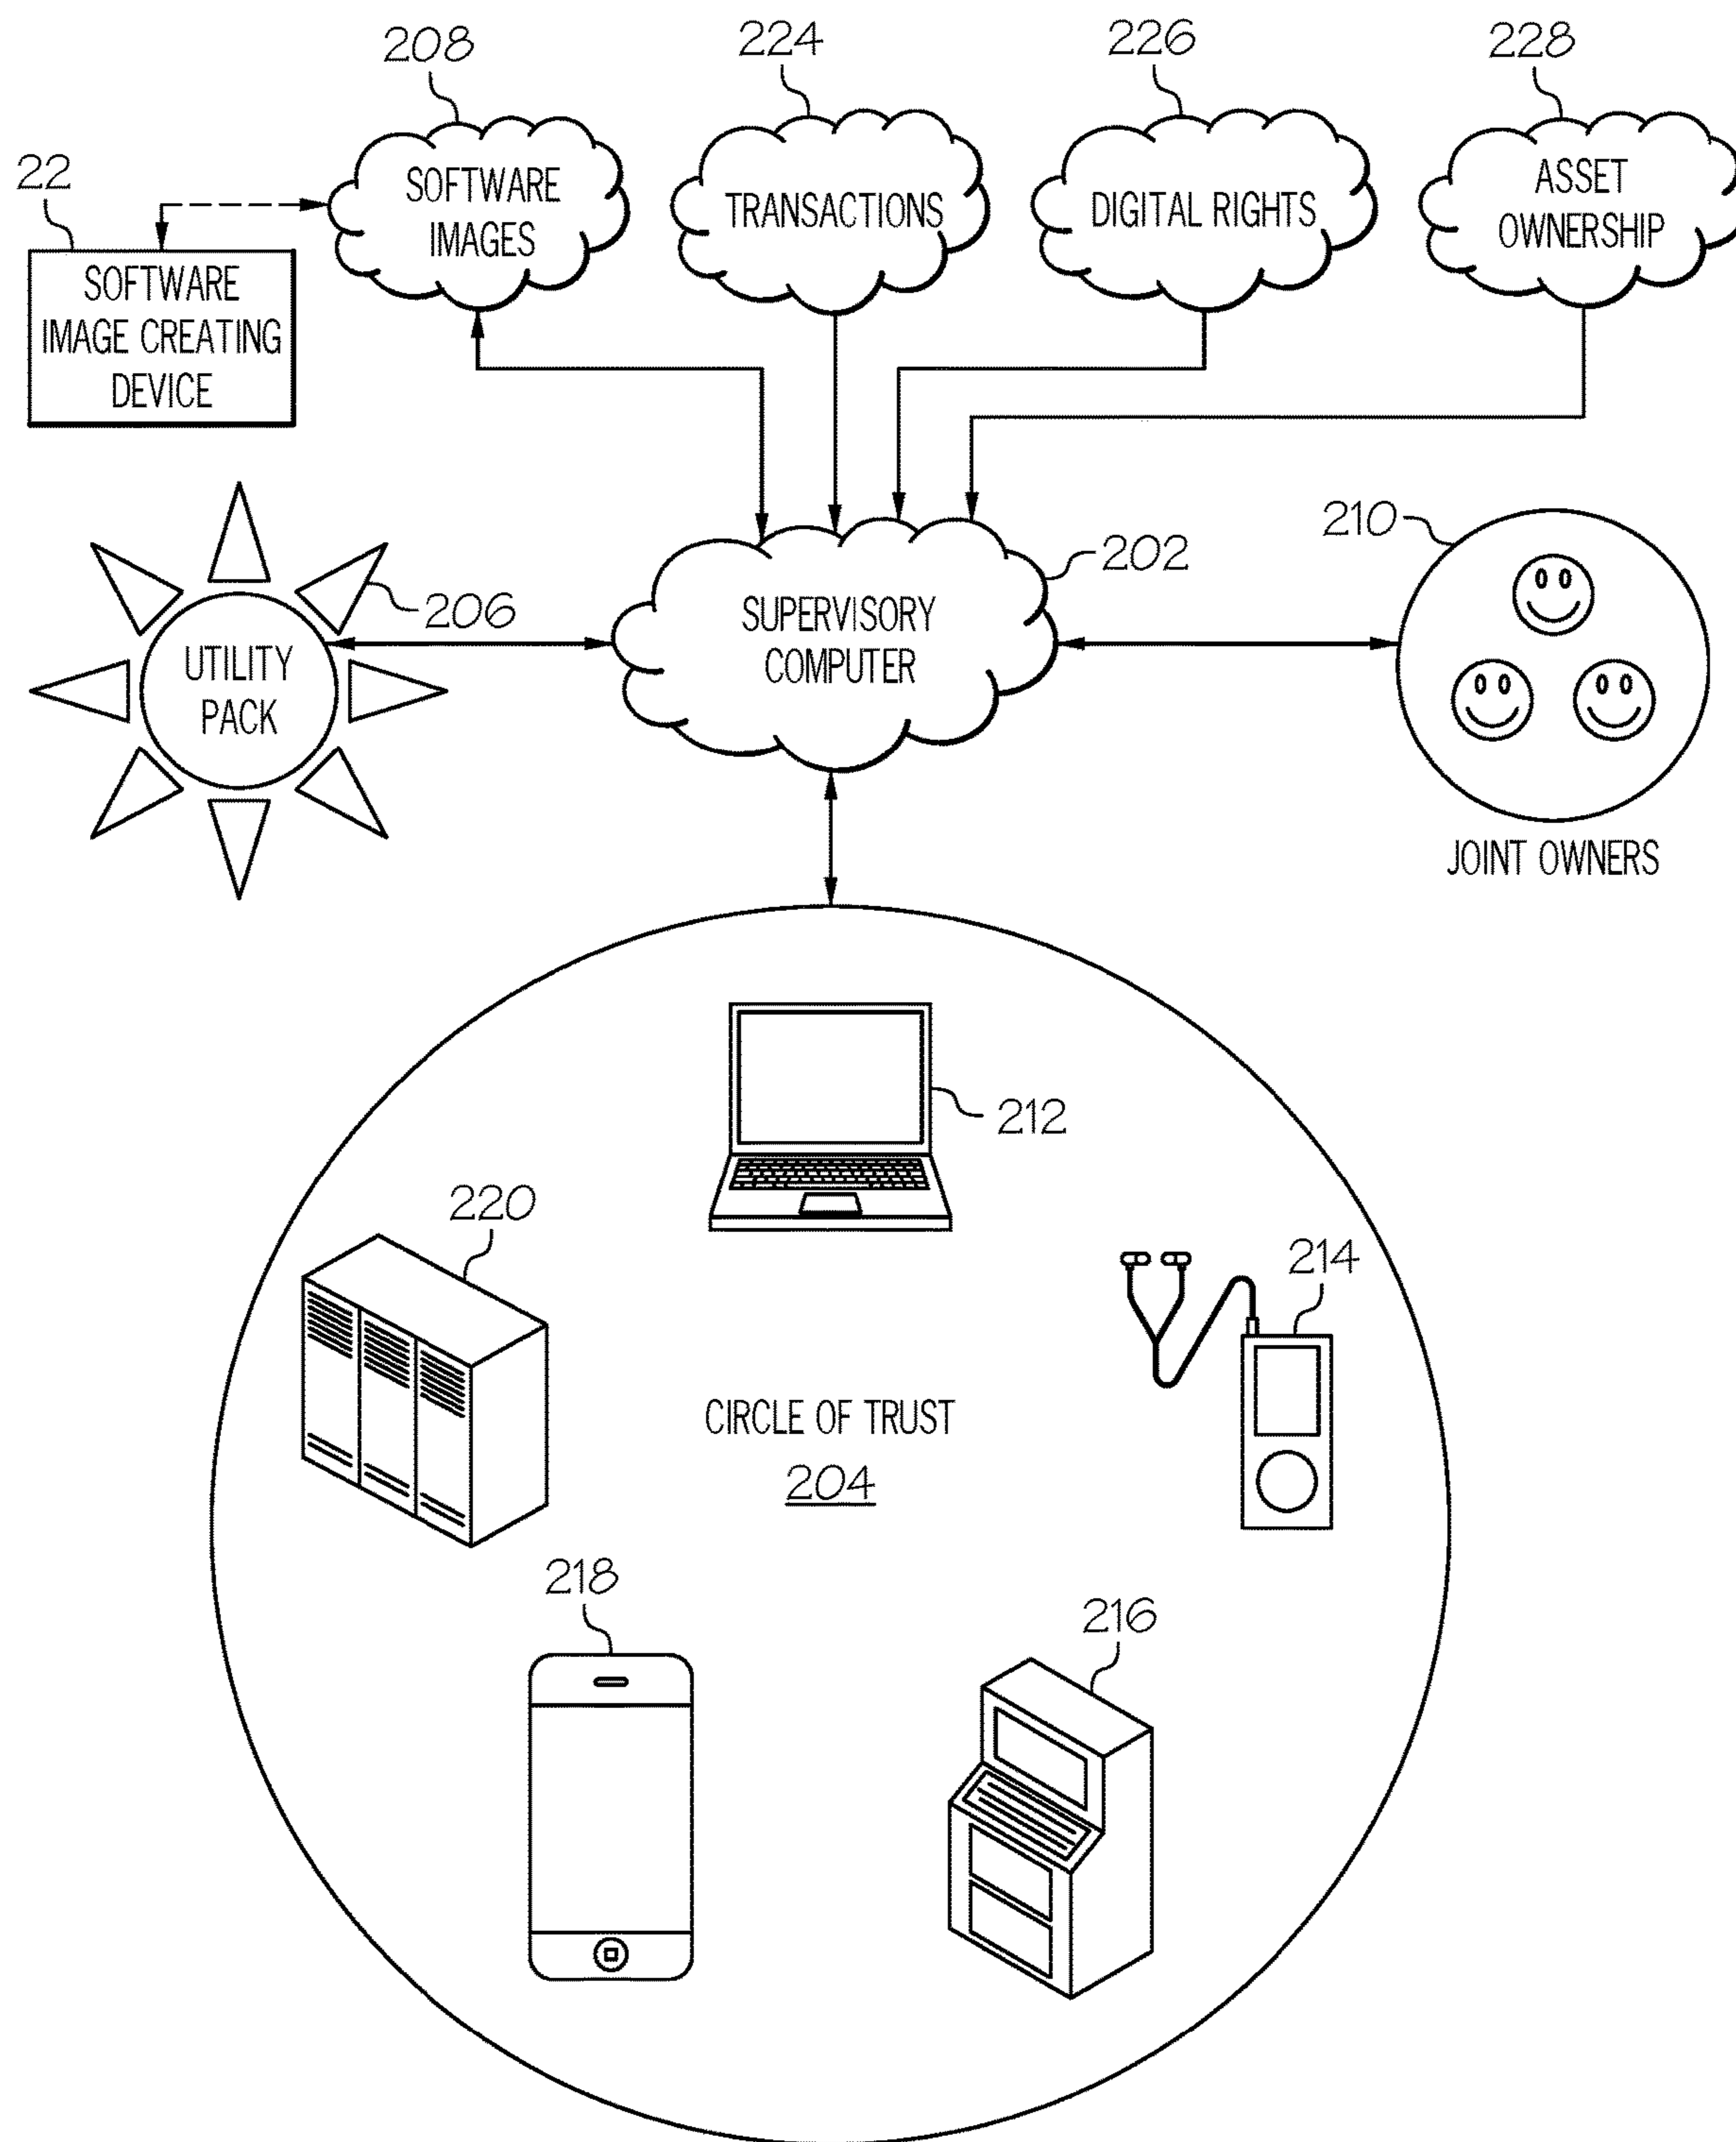 208
224
226
228
22
SOFTWARE
IMAGES
TRANSACTIONS
DIGITAL RIGHTS
ASSET
OWNERSHIP
SOFTWARE
IMAGE CREATING
DEVICE
206
UTILITY
PACK
202
SUPERVISORY
COMPUTER
210
JOINT OWNERS
212
220
214
CIRCLE OF TRUST
204
218
216